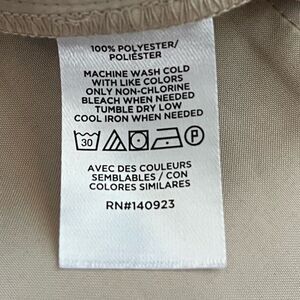 100% POLYESTER/
POLIÉSTER
MACHINE WASH COLD
WITH LIKE COLORS
ONLY NON-CHLORINE
BLEACH WHEN NEEDED
TUMBLE DRY LOW
COOL IRON WHEN NEEDED
30 P
AVEC DES COULEURS
SEMBLABLES / CON
COLORES SIMILARES
RN#140923